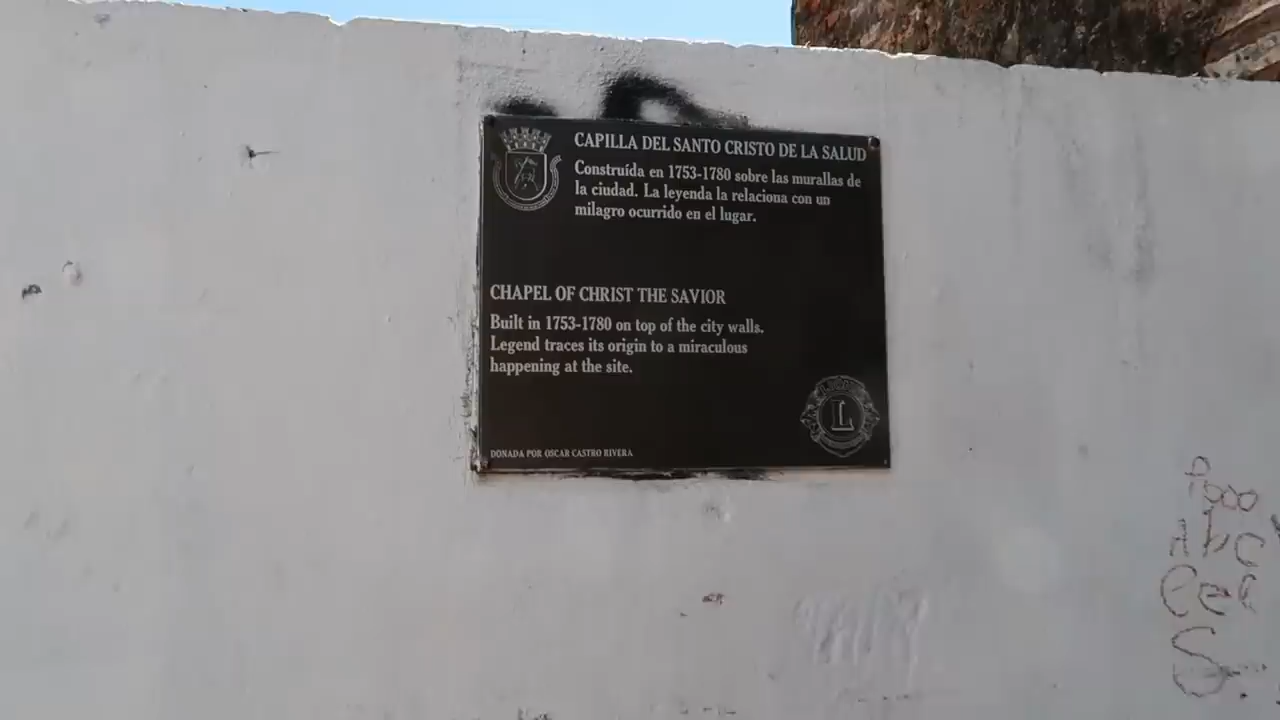 CAPILLA DEL SANTO CRISTO DE LA SALUD
Construída en 1753-1780 sobre las murallas de
la ciudad. La leyenda la relaciona con un
milagro ocurrido en el lugar.
CHAPEL OF CHRIST THE SAVIOR
Built in 1753-1780 on top of the city walls.
Legend traces its origin to a miraculous
happening at the site.
L
DONADA POR OSCAR CASTRO RIVERA